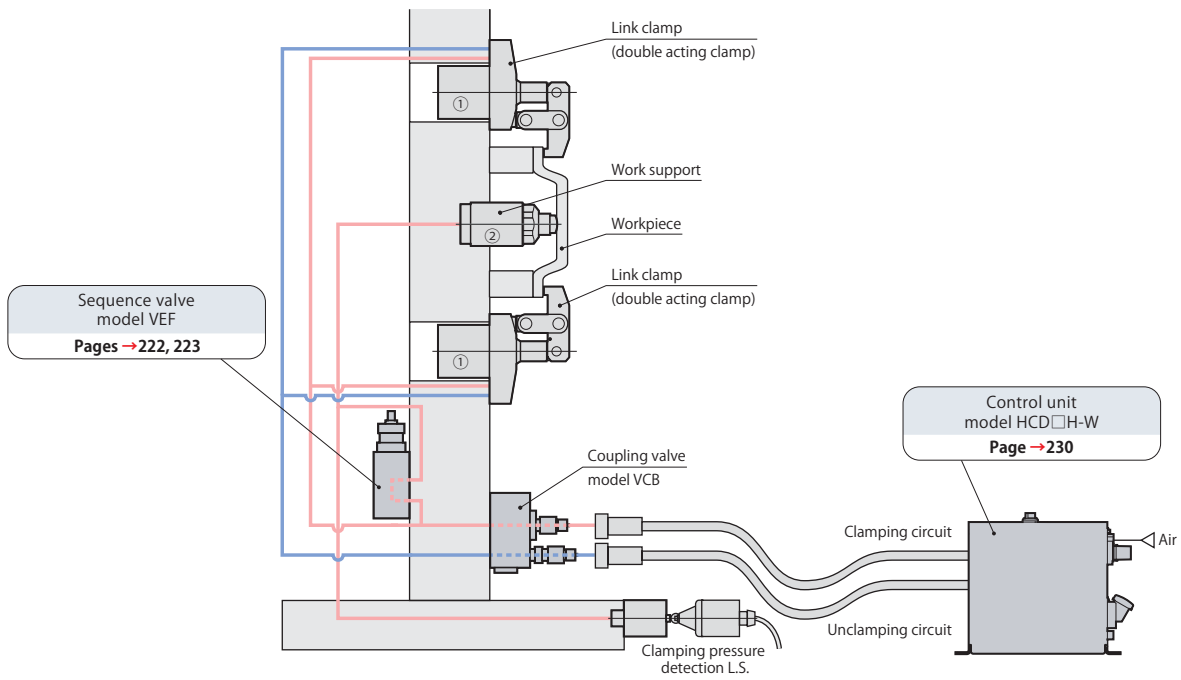 Link clamp
(double acting clamp)
①
Work support
②
Workpiece
Link clamp
(double acting clamp)
Sequence valve
model VEF
Pages →222, 223
①
Control unit
model HCD□H-W
Page →230
Coupling valve
model VCB
Clamping circuit
Air
Unclamping circuit
Clamping pressure
detection L.S.